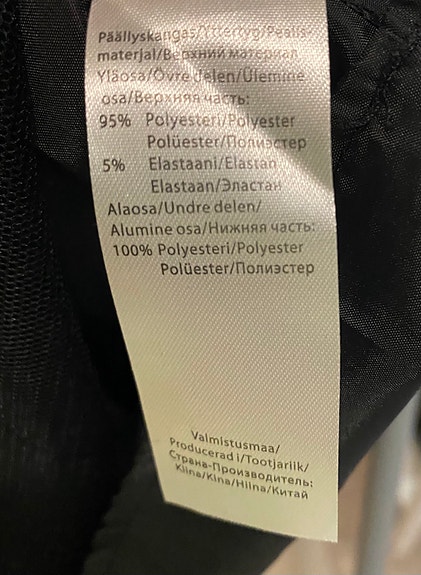 Päällyskangas/Yttertyg/Pealis-
materjal/Верхний материал
Yläosa/Övre delen/Ülemine
osa/Верхняя часть:
95% Polyesteri/Polyester
Polüester/Полиэстер
5% Elastaani/Elastan
Elastaan/Эластан
Alaosa/Undre delen/
Alumine osa/Нижняя часть:
100% Polyesteri/Polyester
Polüester/Полиэстер
Valmistusmaa/
Producerad i/Tootjariik/
Страна-Производитель:
Kiina/Kina/Hiina/Китай